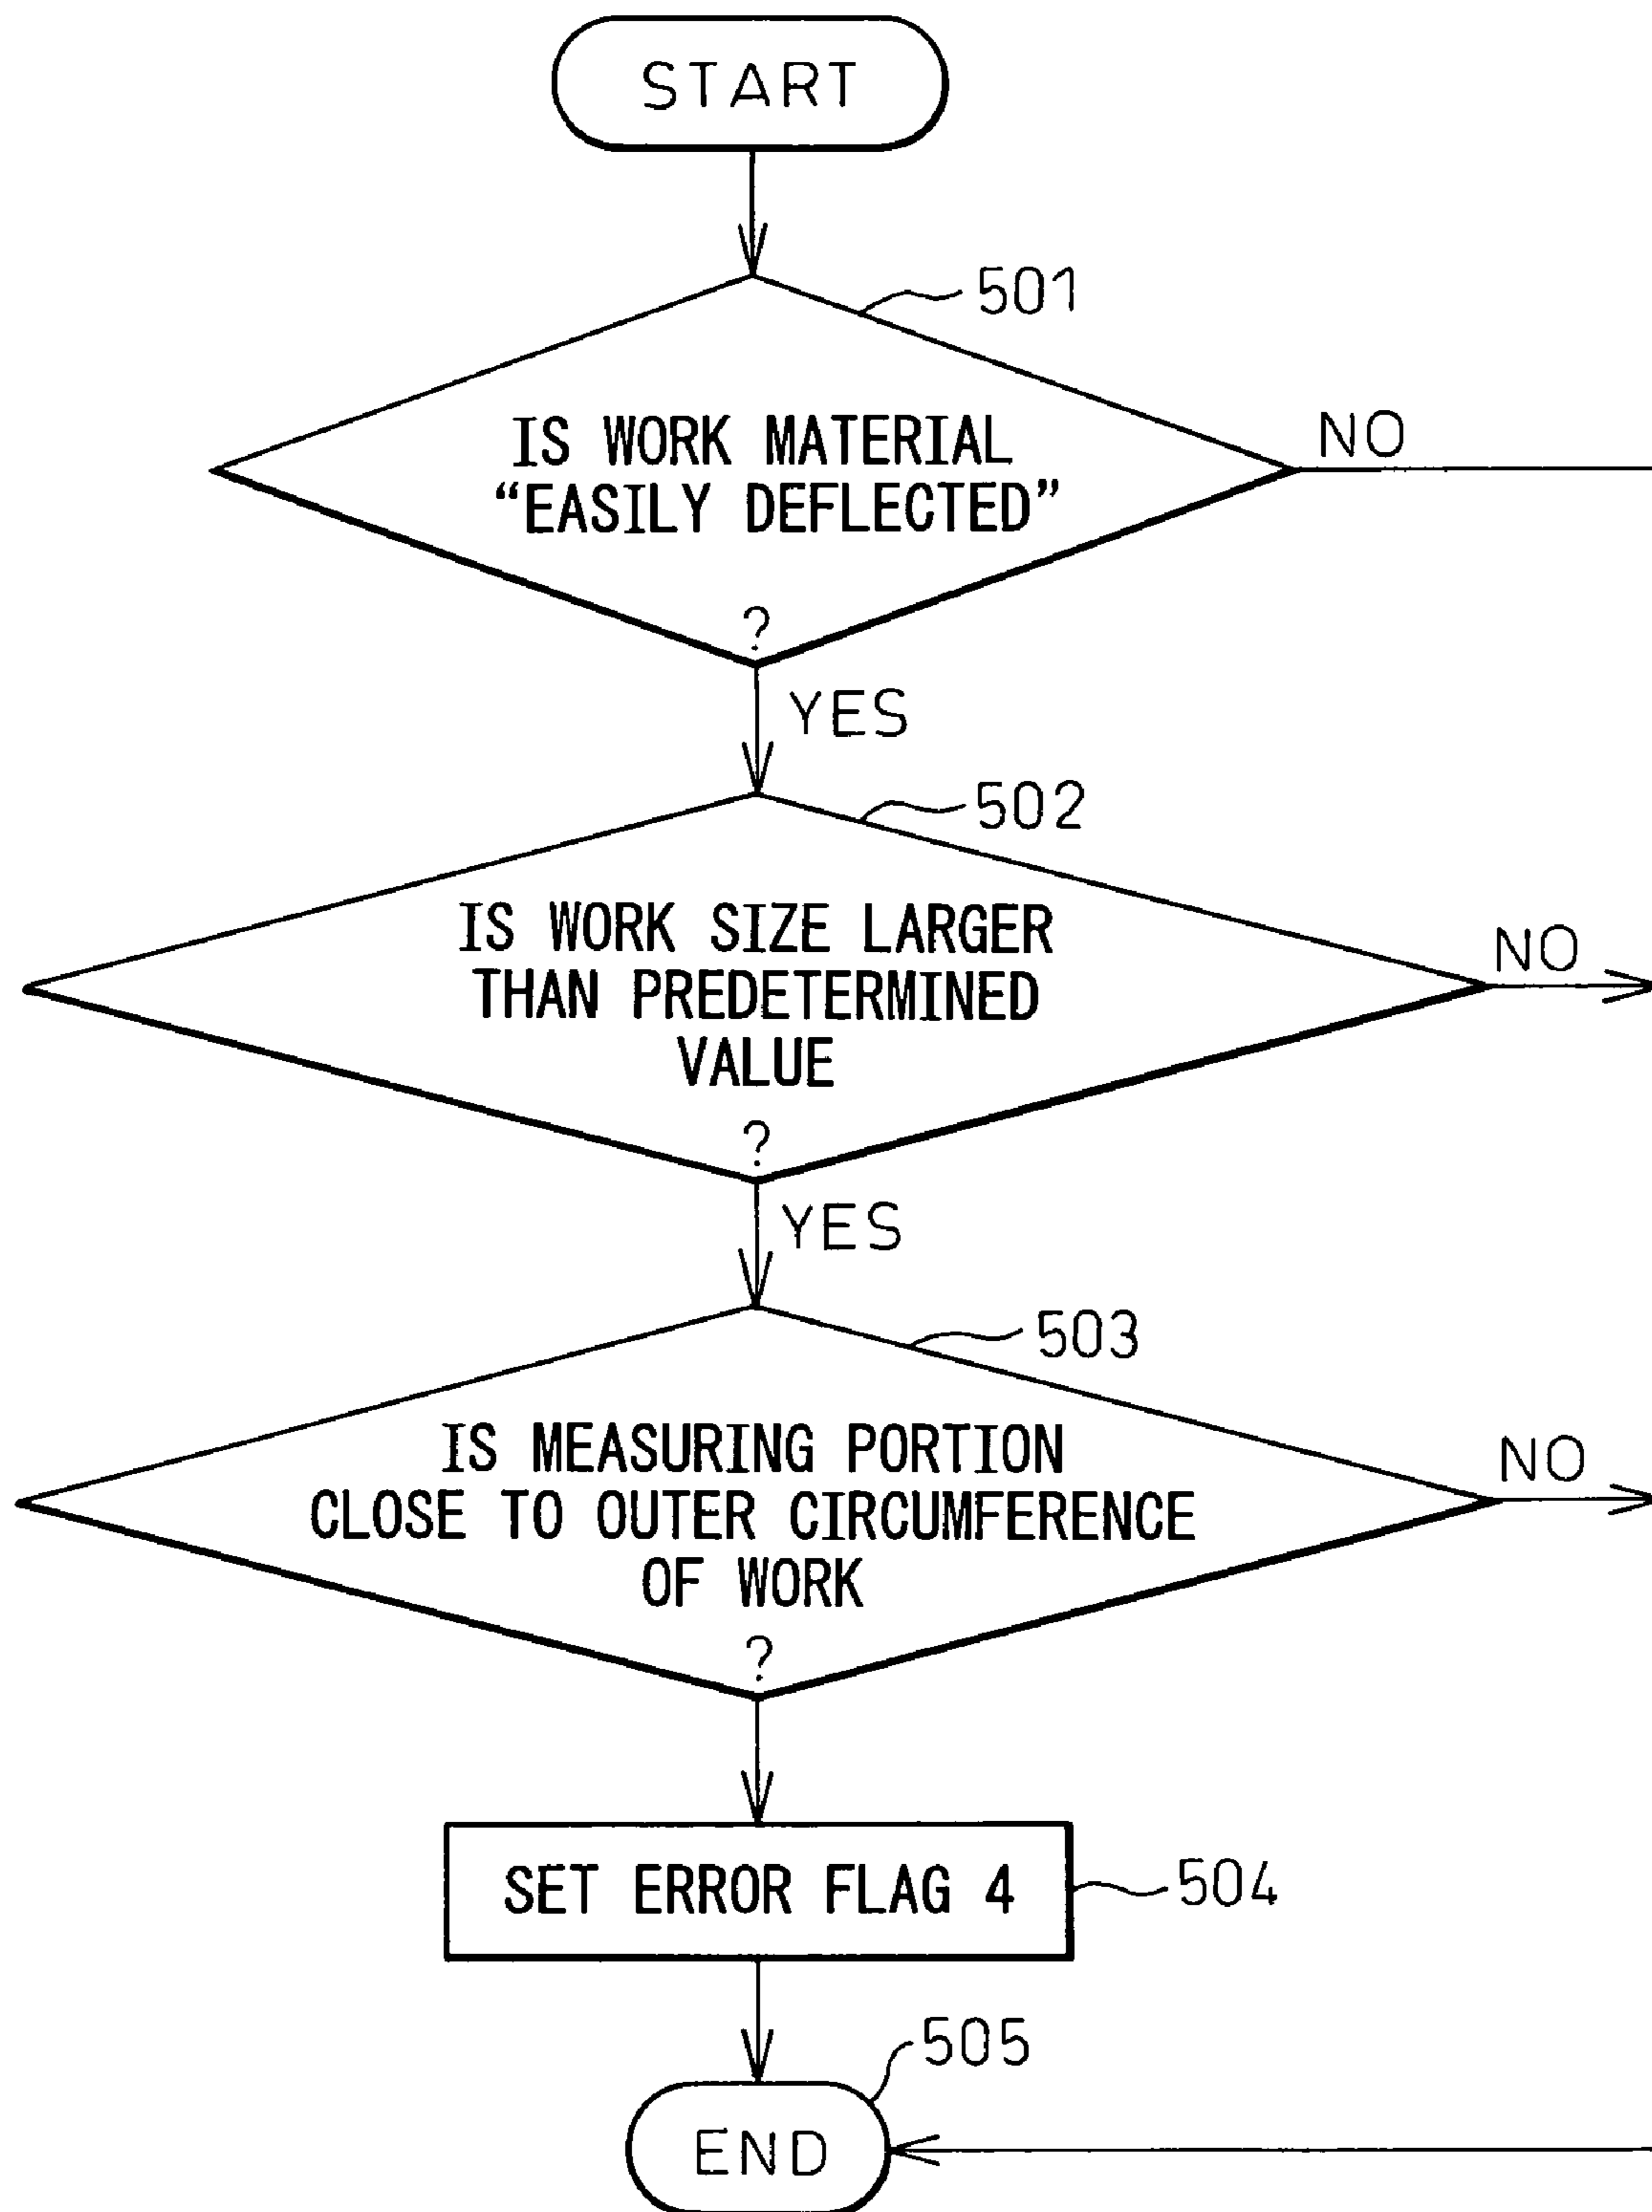 START
501
IS WORK MATERIAL
“EASILY DEFLECTED”
?
NO
YES
502
IS WORK SIZE LARGER
THAN PREDETERMINED
VALUE
?
NO
YES
503
IS MEASURING PORTION
CLOSE TO OUTER CIRCUMFERENCE
OF WORK
?
NO
SET ERROR FLAG 4
504
505
END